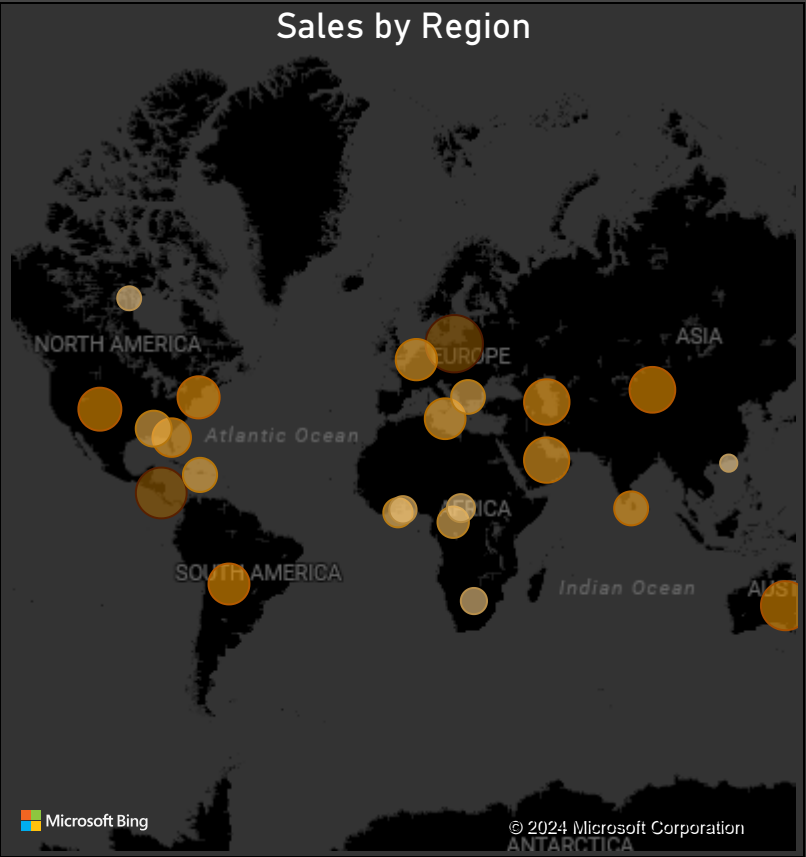 Sales by Region
ASIA
NORTH AMERICA
EUROPE
Atlantic Ocean
AFRICA
SOUTH AMERICA
Indian Ocean
AUST
Microsoft Bing
© 2024 Microsoft Corporation
ANTARCTICA